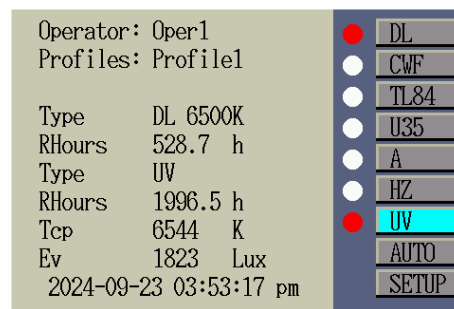 Operator: Oper1
Profiles: Profile1
Type DL 6500K
RHours 528.7 h
Type UV
RHours 1996.5 h
Tcp 6544 K
Ev 1823 Lux
2024-09-23 03:53:17 pm
DL
CWF
TL84
U35
A
HZ
UV
AUTO
SETUP